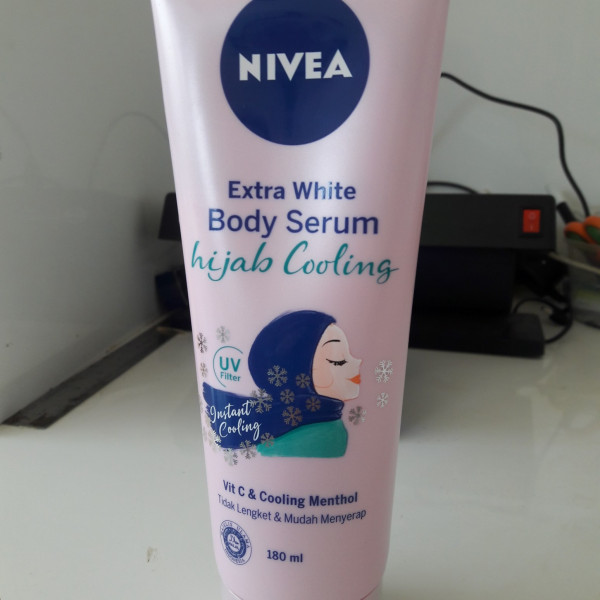 NIVEA
Extra White
Body Serum
hijab Cooling
UV
Filter
Instant
Cooling
Vit C & Cooling Menthol
Tidak Lengket & Mudah Menyerap
180 ml